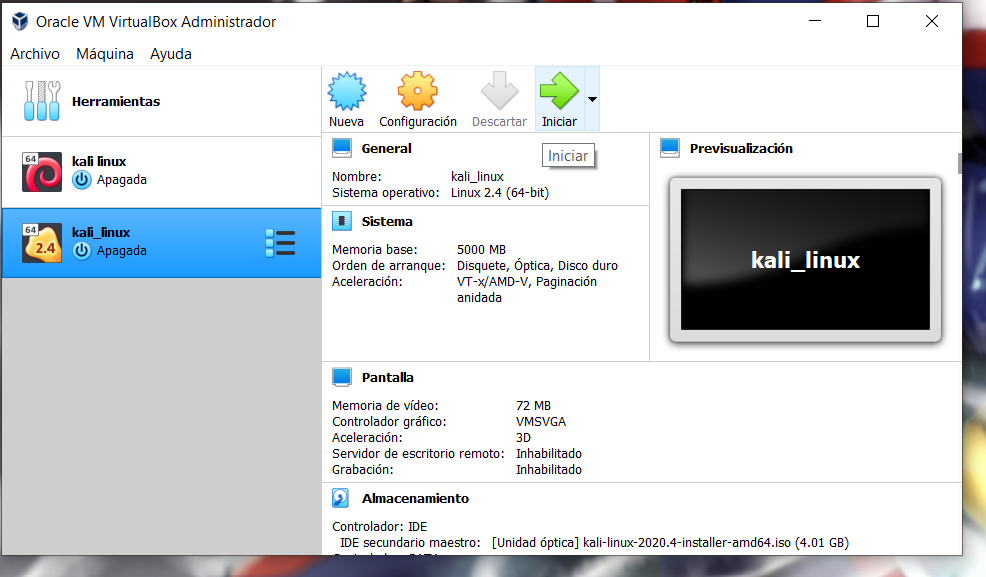 Oracle VM VirtualBox Administrador
Archivo Máquina Ayuda
Herramientas
64
kali linux
Apagada
64
2.4
kali_linux
Apagada
Nueva Configuración Descartar Iniciar
Iniciar
General
Nombre: kali_linux
Sistema operativo: Linux 2.4 (64-bit)
Sistema
Memoria base: 5000 MB
Orden de arranque: Disquete, Óptica, Disco duro
Aceleración: VT-x/AMD-V, Paginación
anidada
Previsualización
kali_linux
Pantalla
Memoria de vídeo: 72 MB
Controlador gráfico: VMSVGA
Aceleración: 3D
Servidor de escritorio remoto: Inhabilitado
Grabación: Inhabilitado
Almacenamiento
Controlador: IDE
IDE secundario maestro: [Unidad óptica] kali-linux-2020.4-installer-amd64.iso (4.01 GB)